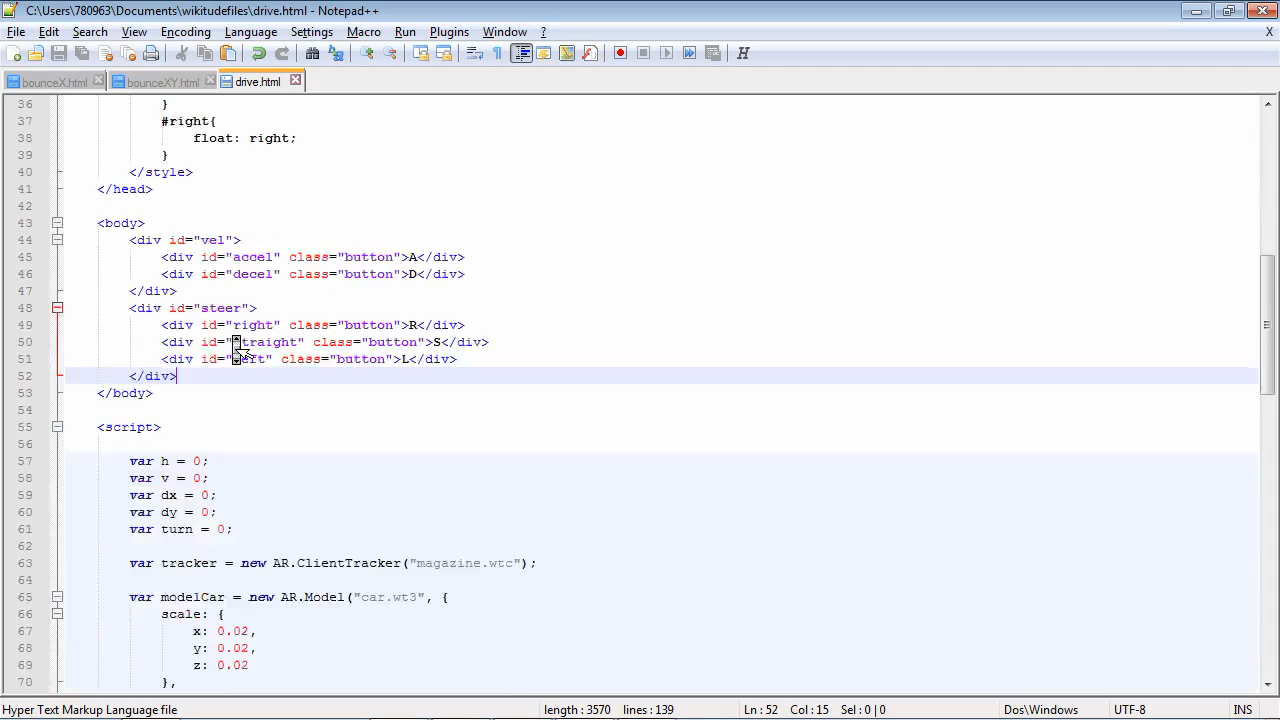 C:\Users\780963\Documents\wikitudefiles\drive.html - Notepad++
File Edit Search View Encoding Language Settings Macro Run Plugins Window ? X
bounceX.html bounceXY.html drive.html
36 }
37 #right{
38 float: right;
39 }
40 </style>
41 </head>
42
43 <body>
44 <div id="vel">
45 <div id="accel" class="button">A</div>
46 <div id="decel" class="button">D</div>
47 </div>
48 <div id="steer">
49 <div id="right" class="button">R</div>
50 <div id="straight" class="button">S</div>
51 <div id="left" class="button">L</div>
52 </div>
53 </body>
54
55 <script>
56
57 var h = 0;
58 var v = 0;
59 var dx = 0;
60 var dy = 0;
61 var turn = 0;
62
63 var tracker = new AR.ClientTracker("magazine.wtc");
64
65 var modelCar = new AR.Model("car.wt3", {
66 scale: {
67 x: 0.02,
68 y: 0.02,
69 z: 0.02
70 },
Hyper Text Markup Language file length : 3570 lines : 139 Ln : 52 Col : 15 Sel : 0 | 0 Dos\Windows UTF-8 INS